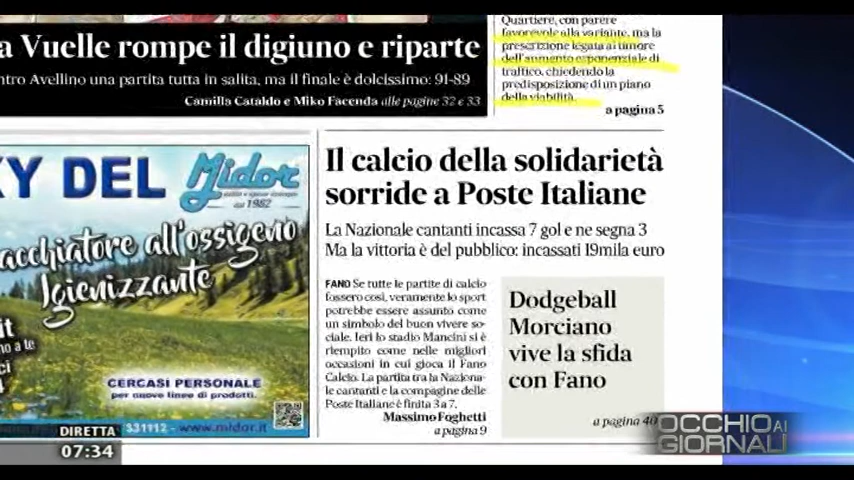 a Vuelle rompe il digiuno e riparte
ntro Avellino una partita tutta in salita, ma il finale è dolcissimo: 91-89
Camilla Cataldo e Miko Facenda alle pagine 32 e 33
Quartiere, con parere
favorevole alla variante, ma la
prescrizione legata al timore
dell'aumento esponenziale di
traffico, chiedendo la
predisposizione di un piano
della viabilità.
a pagina 5
KY DEL Midor
dal 1982
acchiatore all'ossigeno
Igienizzante
it
no a te
ci
CERCASI PERSONALE
per nuove linee di prodotti.
331112 - www.midor.it
Il calcio della solidarietà
sorride a Poste Italiane
La Nazionale cantanti incassa 7 gol e ne segna 3
Ma la vittoria è del pubblico: incassati 19mila euro
FANO Se tutte le partite di calcio
fossero così, veramente lo sport
potrebbe essere assunto come
un simbolo del buon vivere so-
ciale. Ieri lo stadio Mancini si è
riempito come nelle migliori
occasioni in cui gioca il Fano
Calcio. La partita tra la Naziona-
le cantanti e la compagine delle
Poste Italiane è finita 3 a 7.
Massimo Foghetti
a pagina 9
Dodgeball
Morciano
vive la sfida
con Fano
a pagina 40
OCCHIO AI
GIORNALI
DIRETTA
07:34